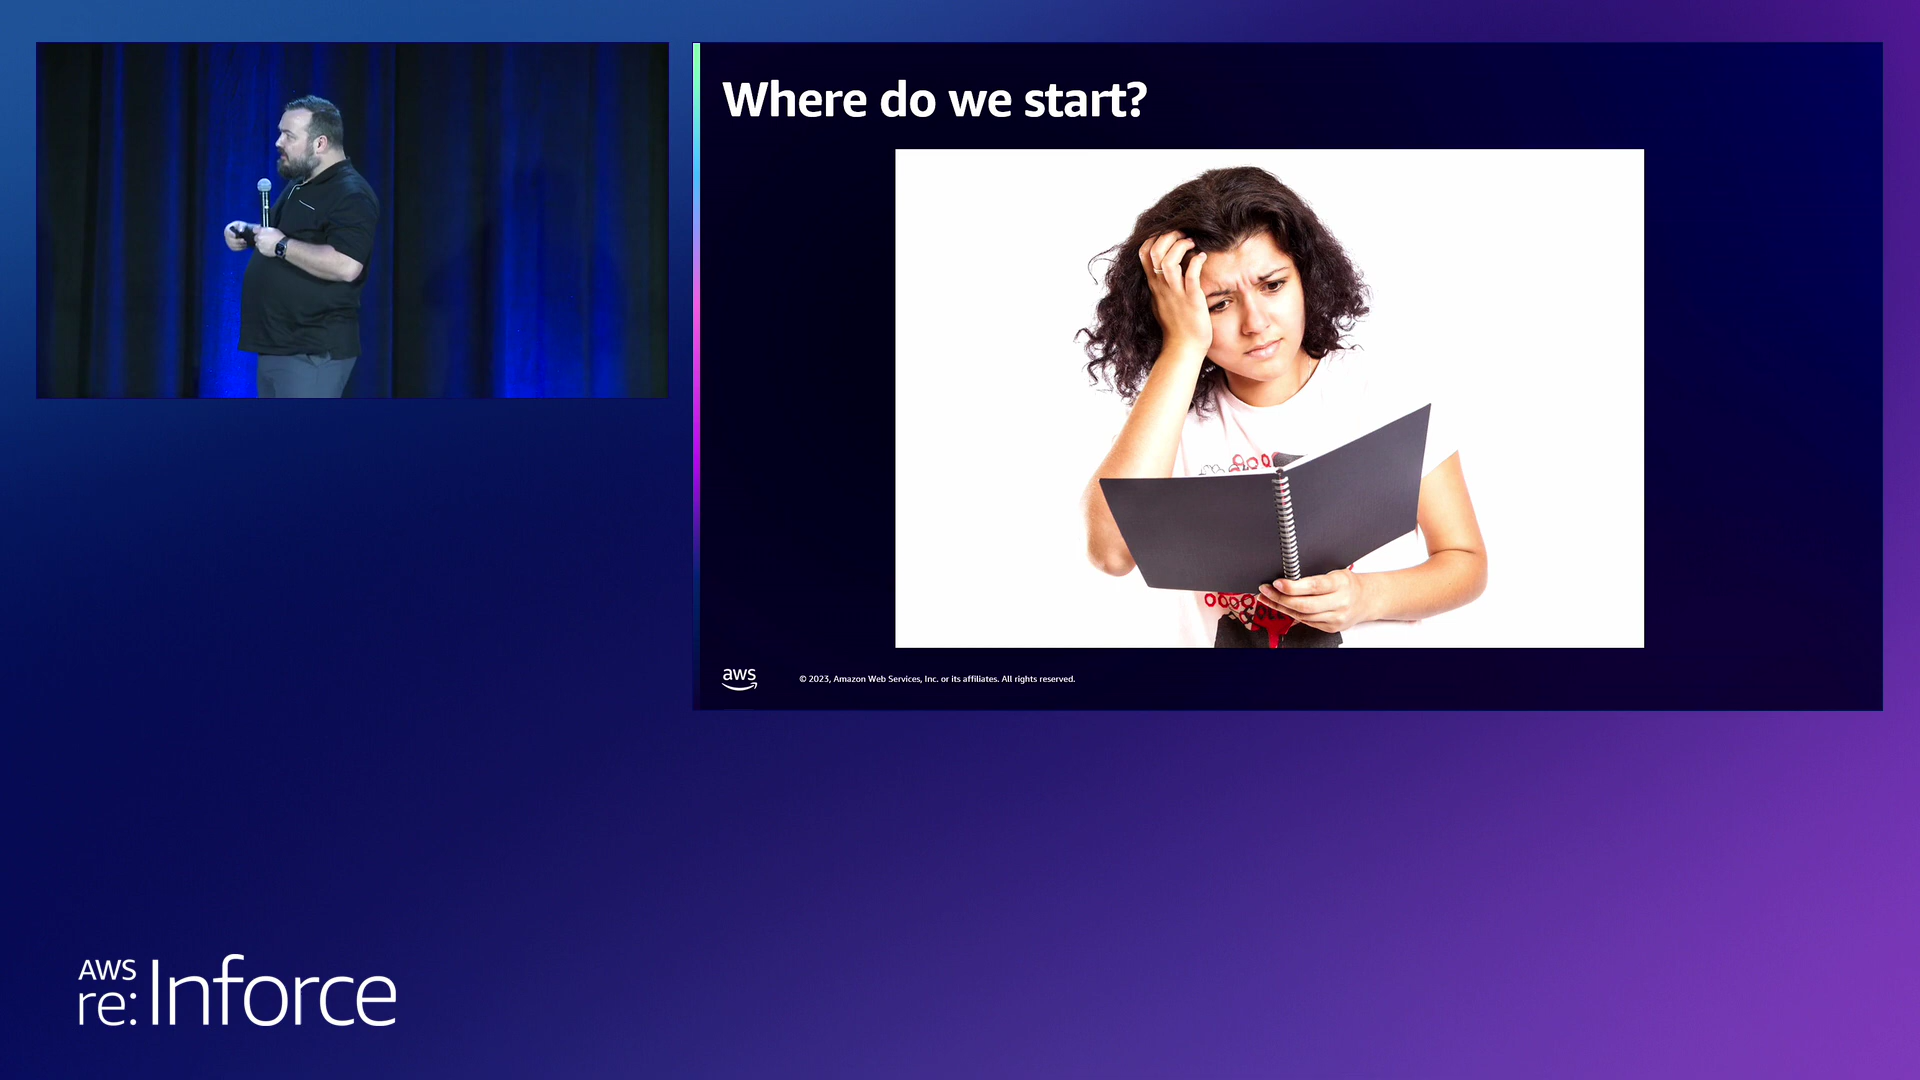 Where do we start?
aws
© 2023, Amazon Web Services, Inc. or its affiliates. All rights reserved.
AWS
re:Inforce